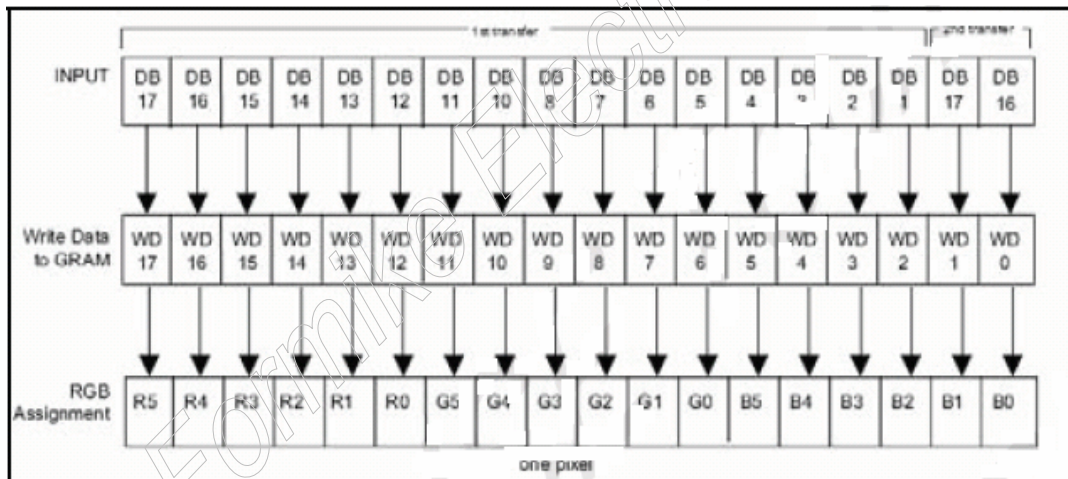 1st transfer 2nd transfer
INPUT DB 17 DB 16 DB 15 DB 14 DB 13 DB 12 DB 11 DB 10 DB 8 DB 7 DB 6 DB 5 DB 4 DB DB 2 DB 1 DB 17 DB 16
Write Data to GRAM WD 17 WD 16 WD 15 WD 14 WD 13 WD 12 WD 11 WD 10 WD 9 WD 8 WD 7 WD 6 WD 5 WD 4 WD 3 WD 2 WD 1 WD 0
RGB Assignment R5 R4 R3 R2 R1 R0 G5 G4 G3 G2 G1 G0 B5 B4 B3 B2 B1 B0
one pixel
Formike Electr